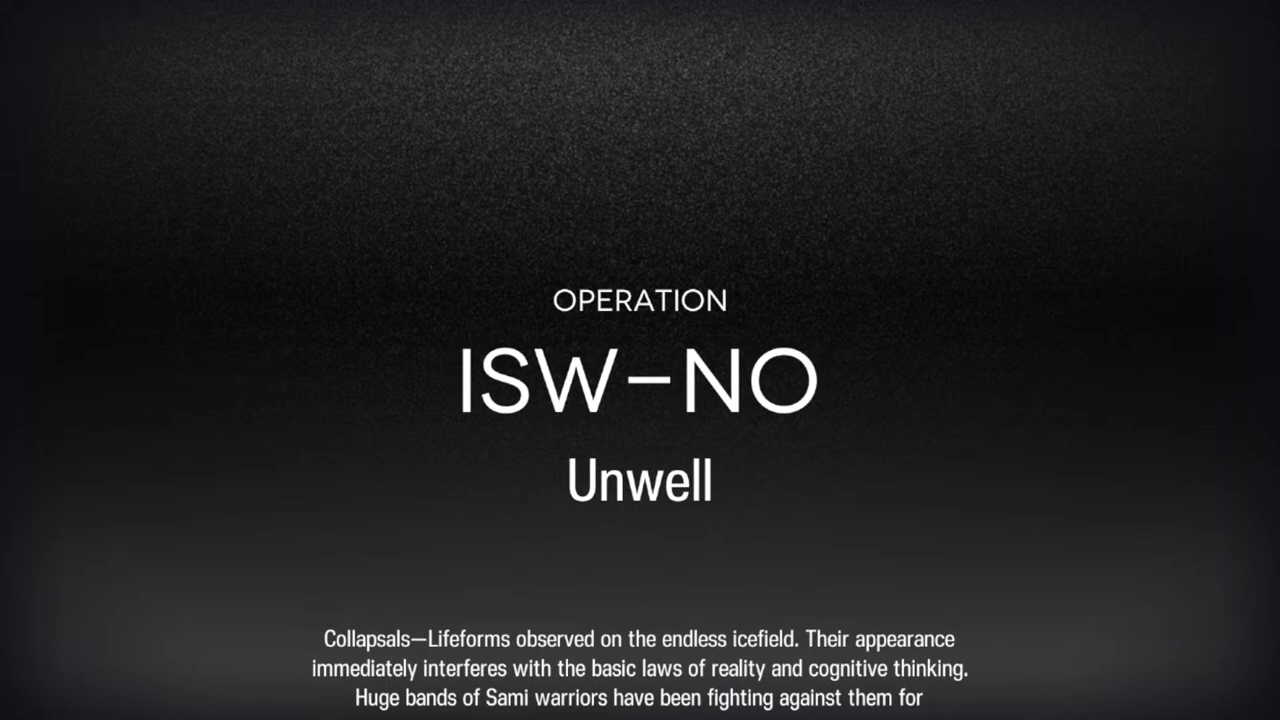 OPERATION
ISW-NO
Unwell
Collapsals—Lifeforms observed on the endless icefield. Their appearance
immediately interferes with the basic laws of reality and cognitive thinking.
Huge bands of Sami warriors have been fighting against them for